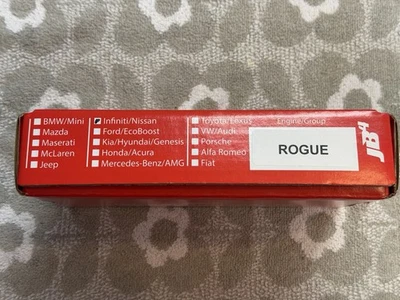 BMW/Mini
Mazda
Maserati
McLaren
Jeep
Infiniti/Nissan
Ford/EcoBoost
Kia/Hyundai/Genesis
Honda/Acura
Mercedes-Benz/AMG
Toyota/Lexus
VW/Audi
Porsche
Alfa Romeo
Fiat
Engine/Group
ROGUE
JB4